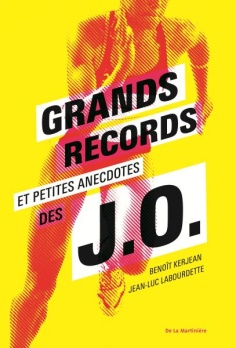 GRANDS
RECORDS
ET PETITES ANECDOTES
DES
J.O.
BENOÎT KERJEAN
JEAN-LUC LABOURDETTE
De La Martinière